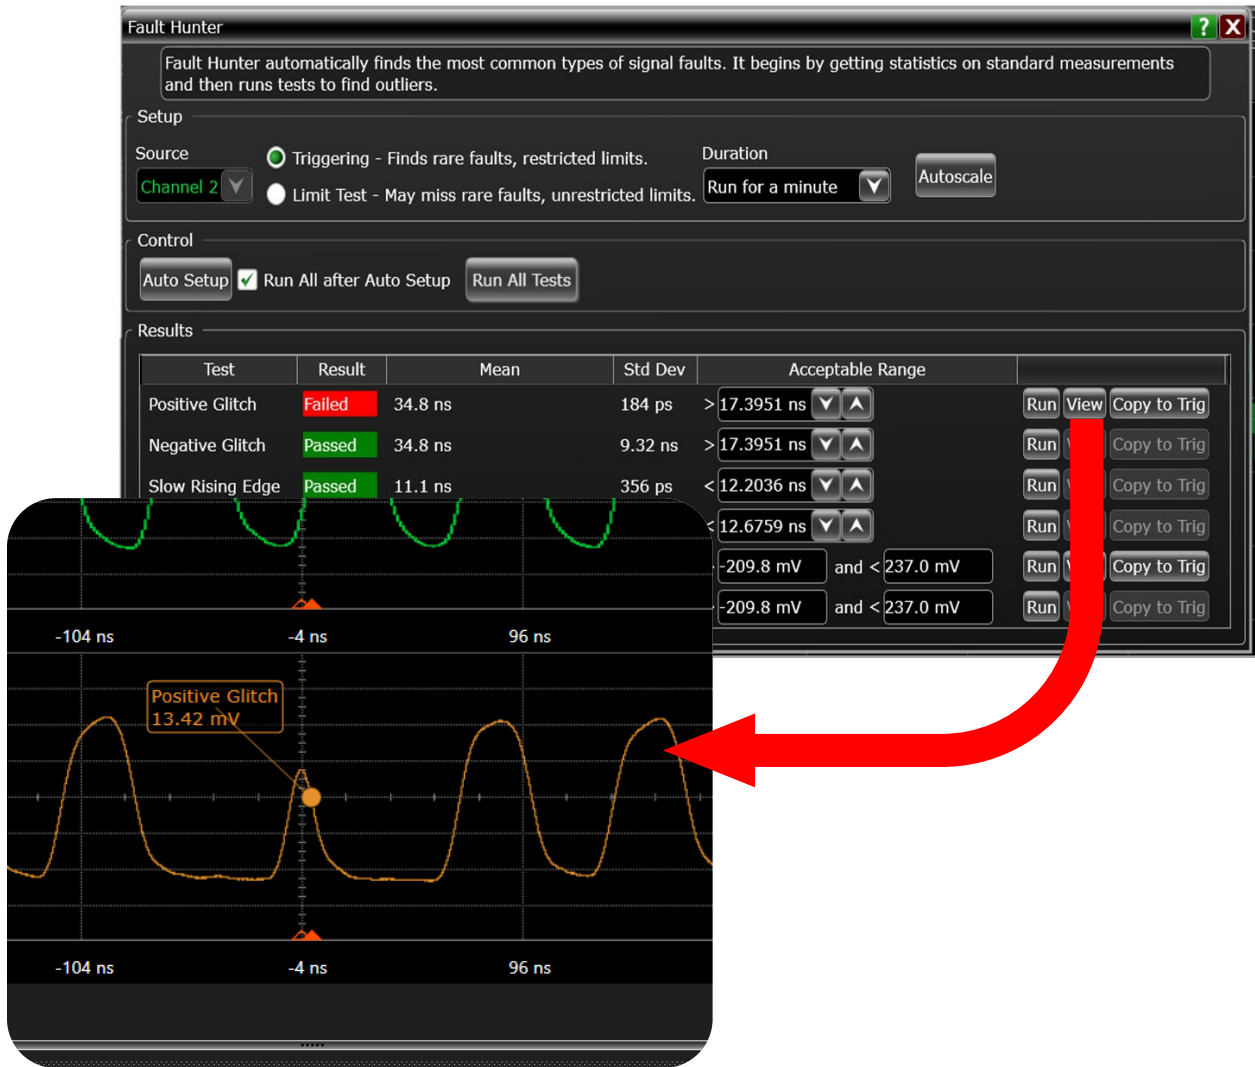 Fault Hunter
?
X
Fault Hunter automatically finds the most common types of signal faults. It begins by getting statistics on standard measurements
and then runs tests to find outliers.
Setup
Source
Channel 2
Triggering - Finds rare faults, restricted limits.
Limit Test - May miss rare faults, unrestricted limits.
Duration
Run for a minute
Autoscale
Control
Auto Setup
Run All after Auto Setup
Run All Tests
Results
Test Result Mean Std Dev Acceptable Range
Positive Glitch Failed 34.8 ns 184 ps > 17.3951 ns Run View Copy to Trig
Negative Glitch Passed 34.8 ns 9.32 ns > 17.3951 ns Run Copy to Trig
Slow Rising Edge Passed 11.1 ns 356 ps < 12.2036 ns Run Copy to Trig
< 12.6759 ns Run Copy to Trig
-209.8 mV and < 237.0 mV Run Copy to Trig
-209.8 mV and < 237.0 mV Run Copy to Trig
-104 ns -4 ns 96 ns
Positive Glitch
13.42 mV
-104 ns -4 ns 96 ns